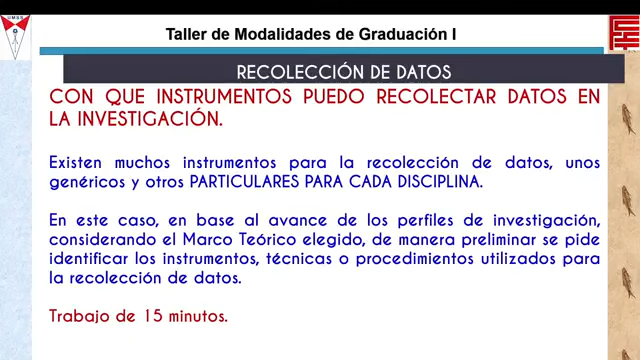 UMSS
Taller de Modalidades de Graduación I
RECOLECCIÓN DE DATOS
CON QUE INSTRUMENTOS PUEDO RECOLECTAR DATOS EN
LA INVESTIGACIÓN.
Existen muchos instrumentos para la recolección de datos, unos
genéricos y otros PARTICULARES PARA CADA DISCIPLINA.
En este caso, en base al avance de los perfiles de investigación,
considerando el Marco Teórico elegido, de manera preliminar se pide
identificar los instrumentos, técnicas o procedimientos utilizados para
la recolección de datos.
Trabajo de 15 minutos.